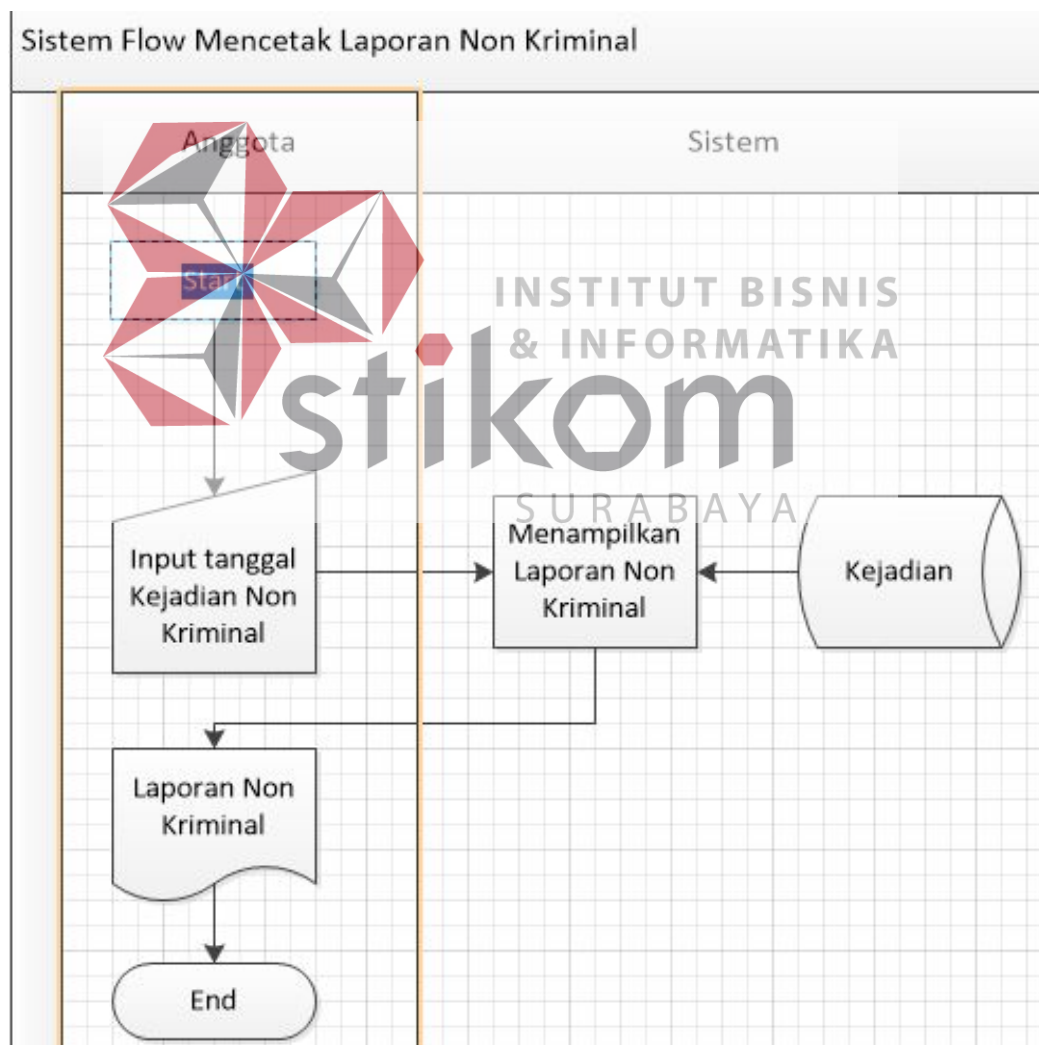 Sistem Flow Mencetak Laporan Non Kriminal
Anggota
Sistem
Start
INSTITUT BISNIS
& INFORMATIKA
stikom
SURABAYA
Input tanggal
Kejadian Non
Kriminal
Menampilkan
Laporan Non
Kriminal
Kejadian
Laporan Non
Kriminal
End